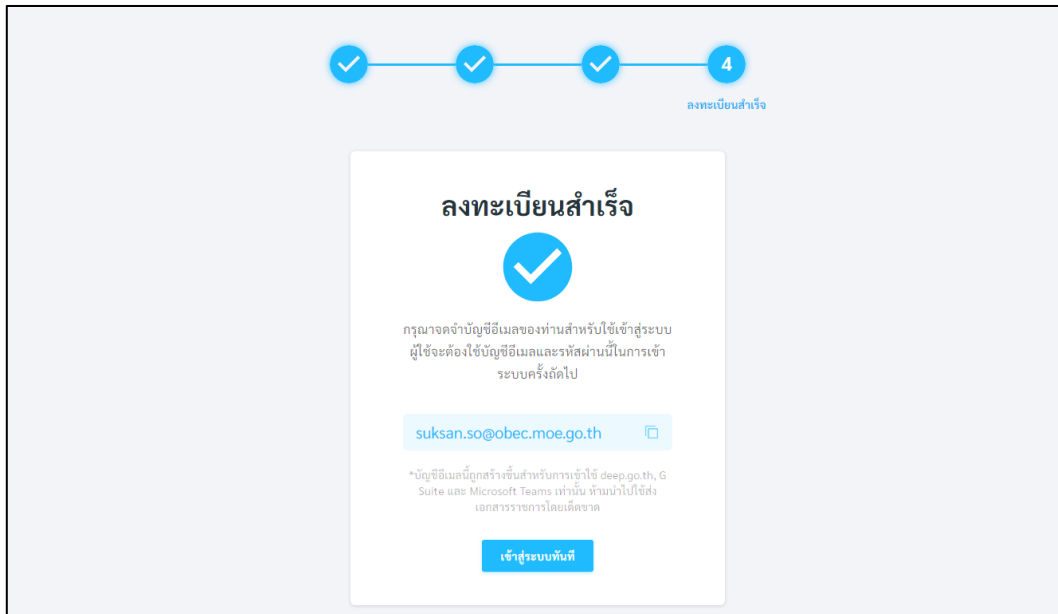 4
ลงทะเบียนสำเร็จ
ลงทะเบียนสำเร็จ
กรุณาจดจำบัญชีอีเมลของท่านสำหรับใช้เข้าสู่ระบบ
ผู้ใช้จะต้องใช้บัญชีอีเมลและรหัสผ่านนี้ในการเข้า
ระบบครั้งถัดไป
suksan.so@obec.moe.go.th
*บัญชีอีเมลนี้ถูกสร้างขึ้นสำหรับการเข้าใช้ deep.go.th, G
Suite และ Microsoft Teams เท่านั้น ห้ามนำไปใช้ส่ง
เอกสารราชการโดยเด็ดขาด
เข้าสู่ระบบทันที